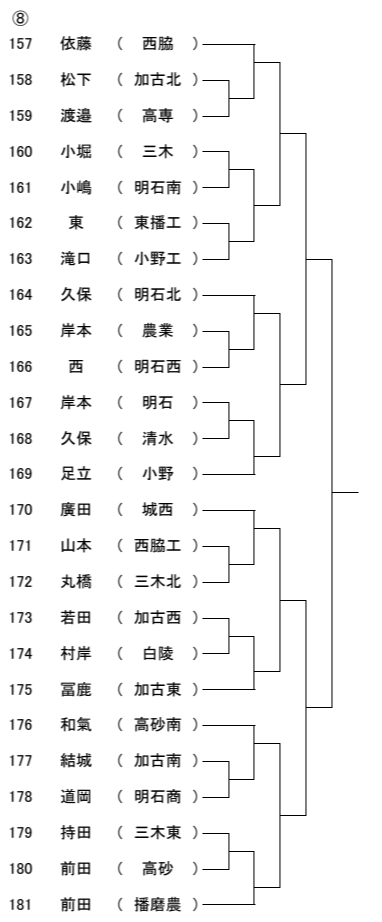 ⑧
157 依藤 ( 西脇 )
158 松下 ( 加古北 )
159 渡邉 ( 高専 )
160 小堀 ( 三木 )
161 小嶋 ( 明石南 )
162 東 ( 東播工 )
163 滝口 ( 小野工 )
164 久保 ( 明石北 )
165 岸本 ( 農業 )
166 西 ( 明石西 )
167 岸本 ( 明石 )
168 久保 ( 清水 )
169 足立 ( 小野 )
170 廣田 ( 城西 )
171 山本 ( 西脇工 )
172 丸橋 ( 三木北 )
173 若田 ( 加古西 )
174 村岸 ( 白陵 )
175 冨鹿 ( 加古東 )
176 和氣 ( 高砂南 )
177 結城 ( 加古南 )
178 道岡 ( 明石商 )
179 持田 ( 三木東 )
180 前田 ( 高砂 )
181 前田 ( 播磨農 )